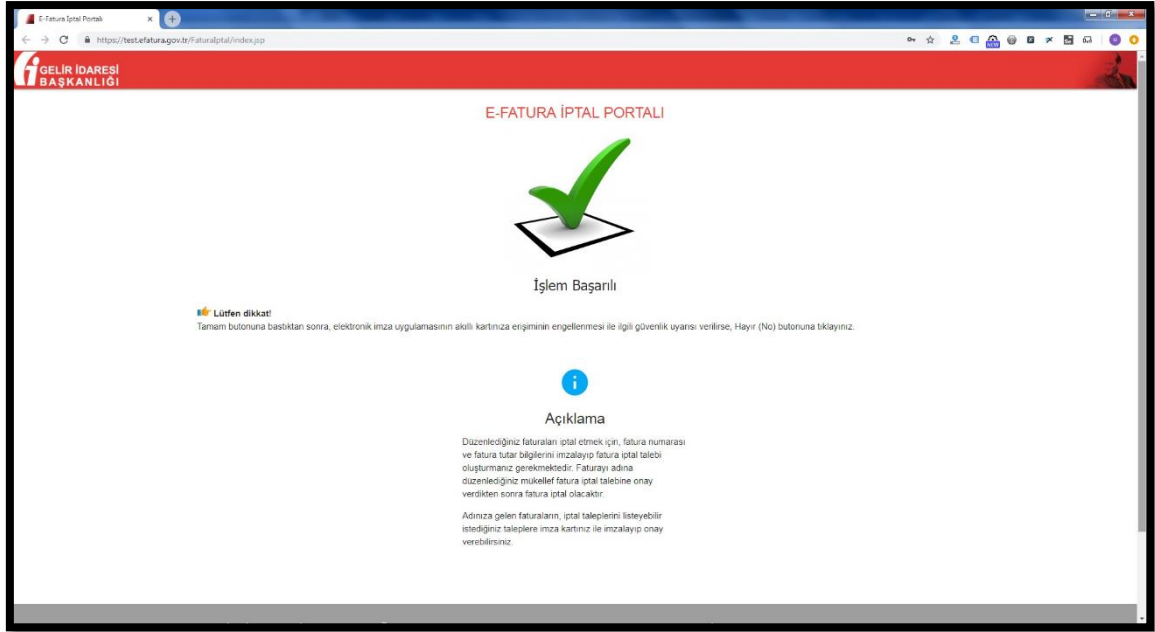 E-Fatura İptal Portalı
https://test.efatura.gov.tr/FaturaIptal/index.jsp
NEW
GELİR İDARESİ
BAŞKANLIĞI
E-FATURA İPTAL PORTALI
İşlem Başarılı
Lütfen dikkat!
Tamam butonuna bastıktan sonra, elektronik imza uygulamasının akıllı kartınıza erişiminin engellenmesi ile ilgili güvenlik uyarısı verilirse, Hayır (No) butonuna tıklayınız.
Açıklama
Düzenlediğiniz faturaları iptal etmek için, fatura numarası
ve fatura tutar bilgilerini imzalayıp fatura iptal talebi
oluşturmanız gerekmektedir. Faturayı adına
düzenlediğiniz mükellef fatura iptal talebine onay
verdikten sonra fatura iptal olacaktır.
Adınıza gelen faturaların, iptal taleplerini listeyebilir
istediğiniz taleplere imza kartınız ile imzalayıp onay
verebilirsiniz.